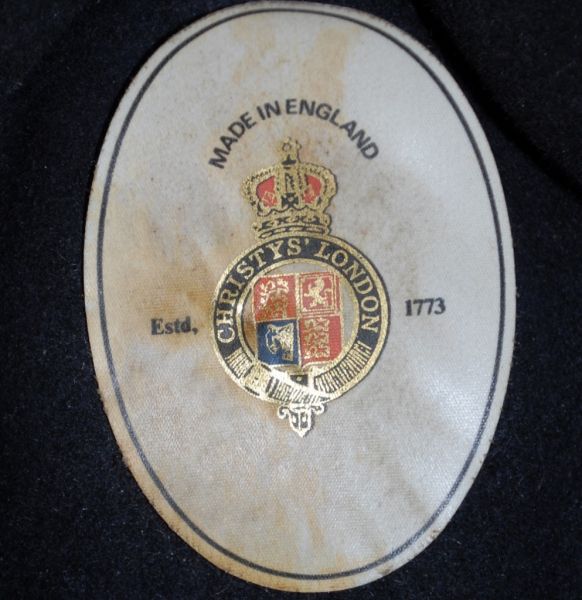 MADE IN ENGLAND
CHRISTYS' LONDON
Estd, 1773